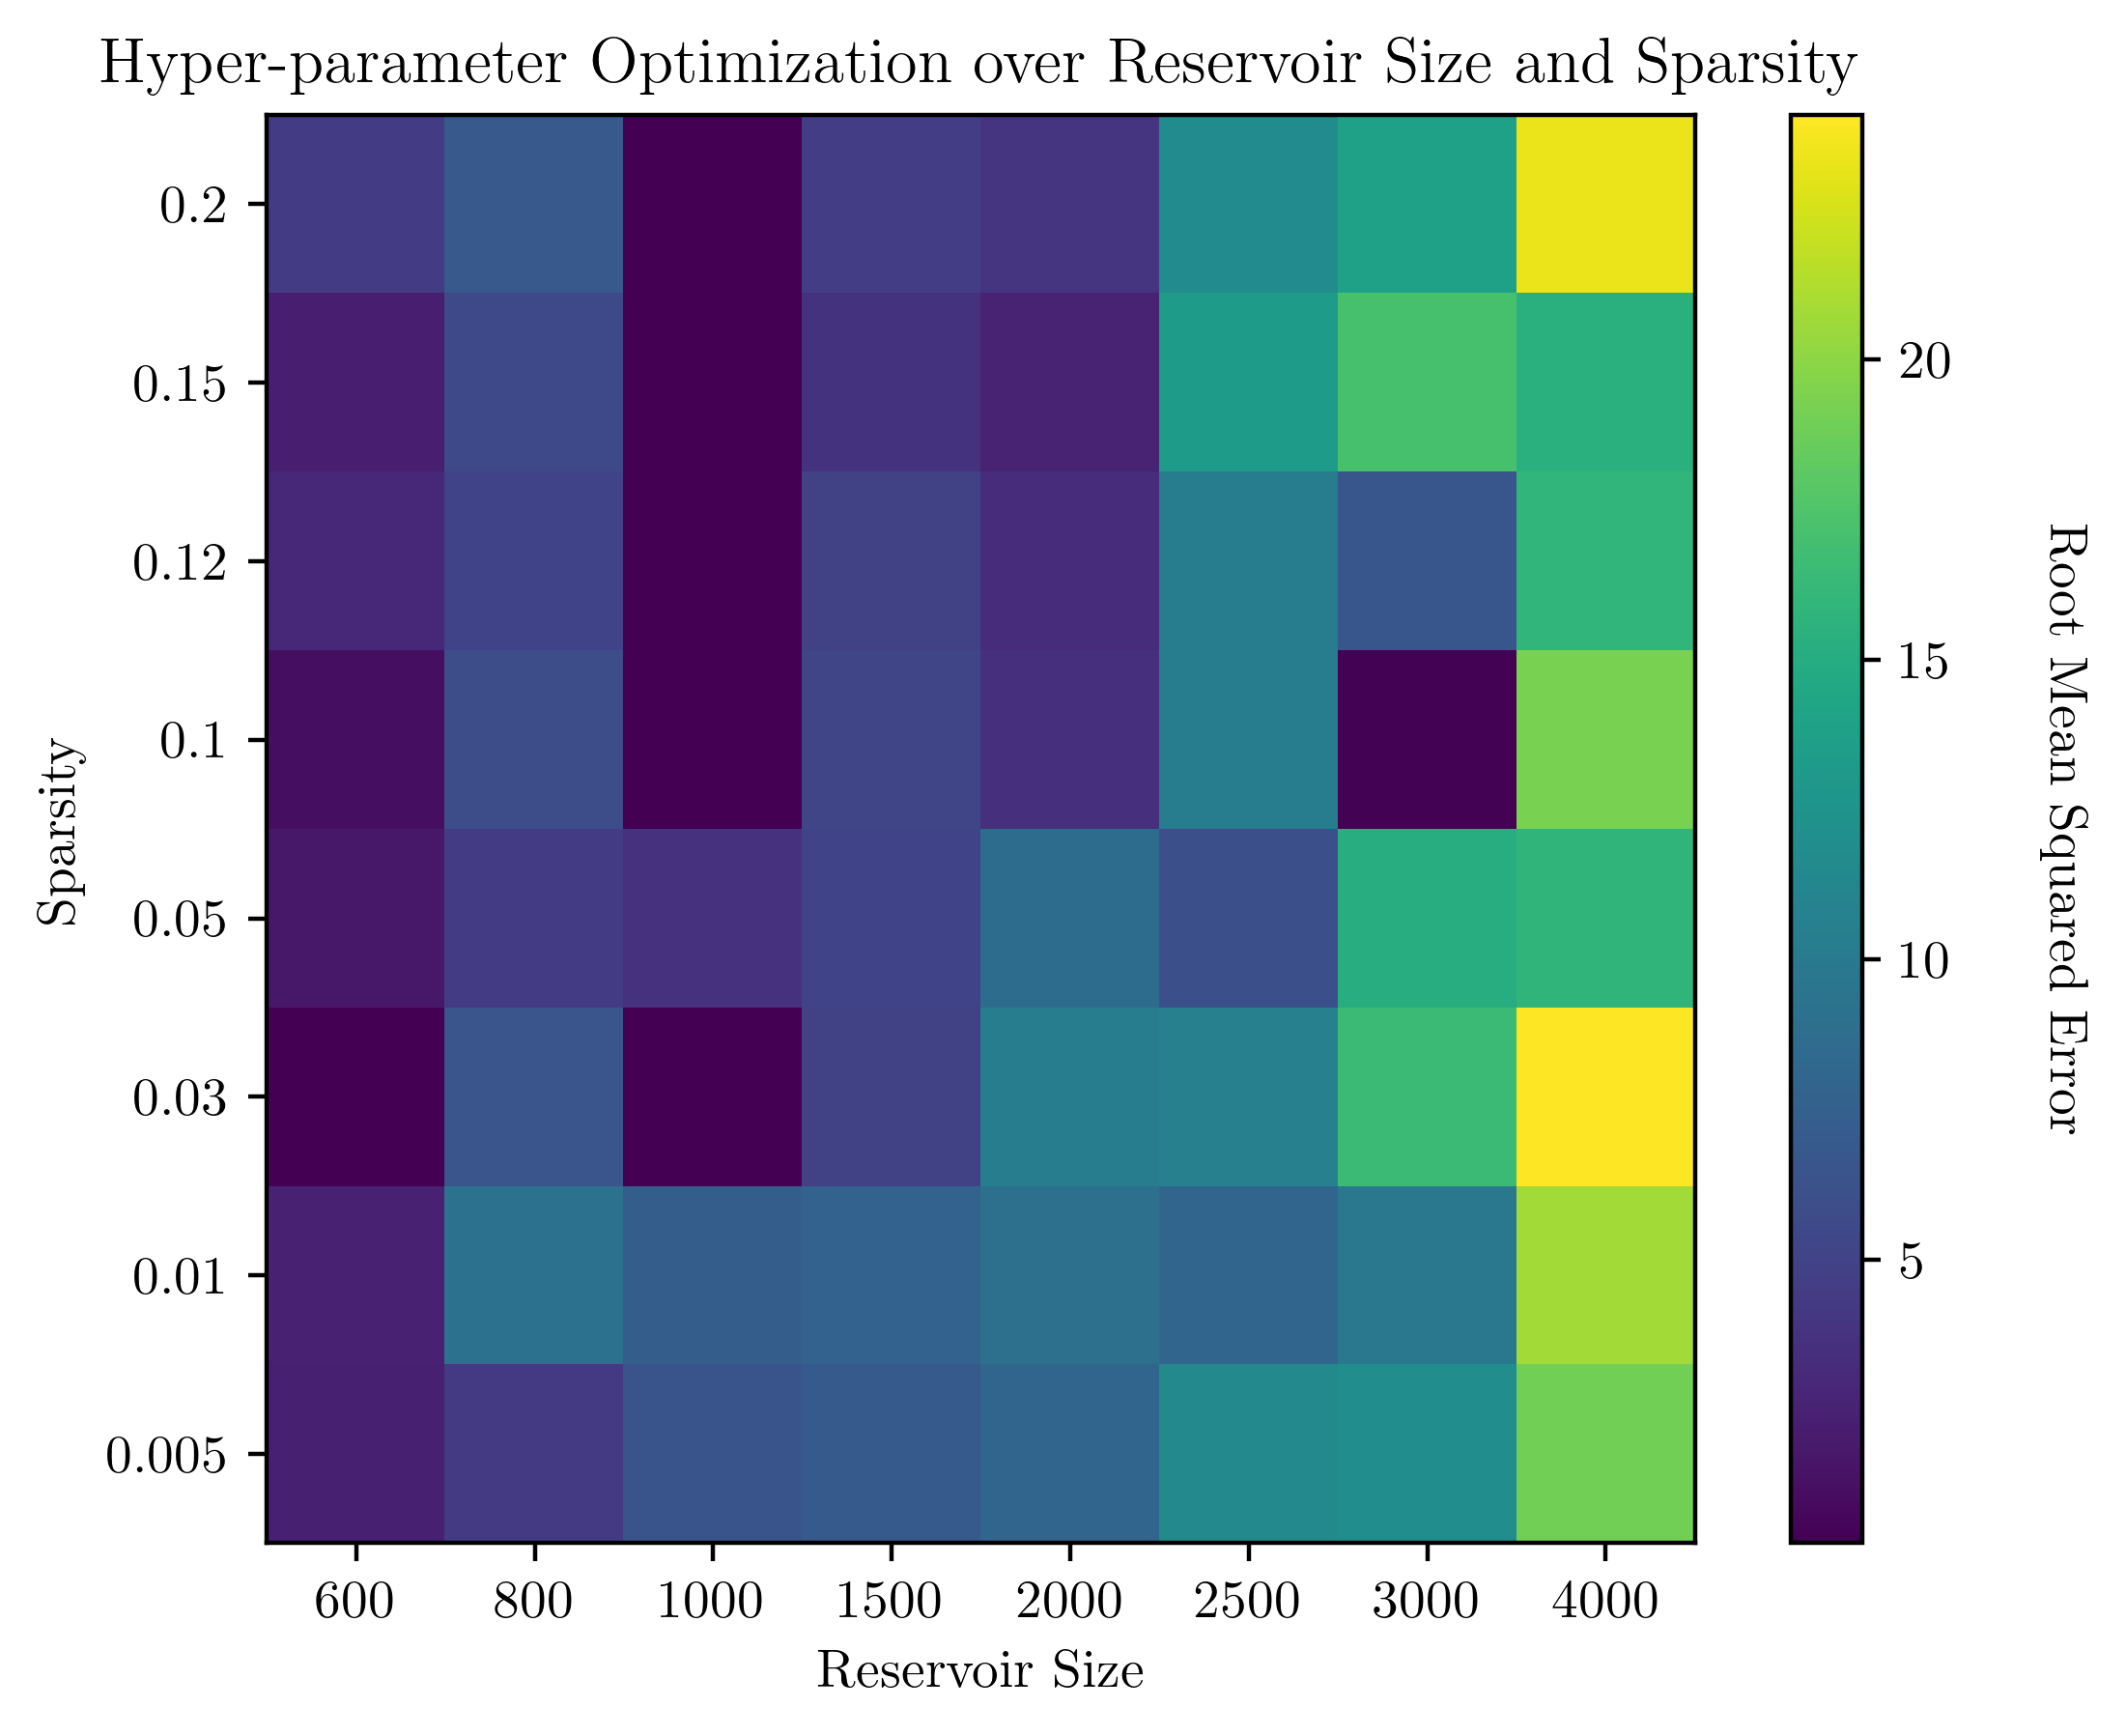 Hyper-parameter Optimization over Reservoir Size and Sparsity
Sparsity
0.2
0.15
0.12
0.1
0.05
0.03
0.01
0.005
600 800 1000 1500 2000 2500 3000 4000
Reservoir Size
20
15
10
5
Root Mean Squared Error